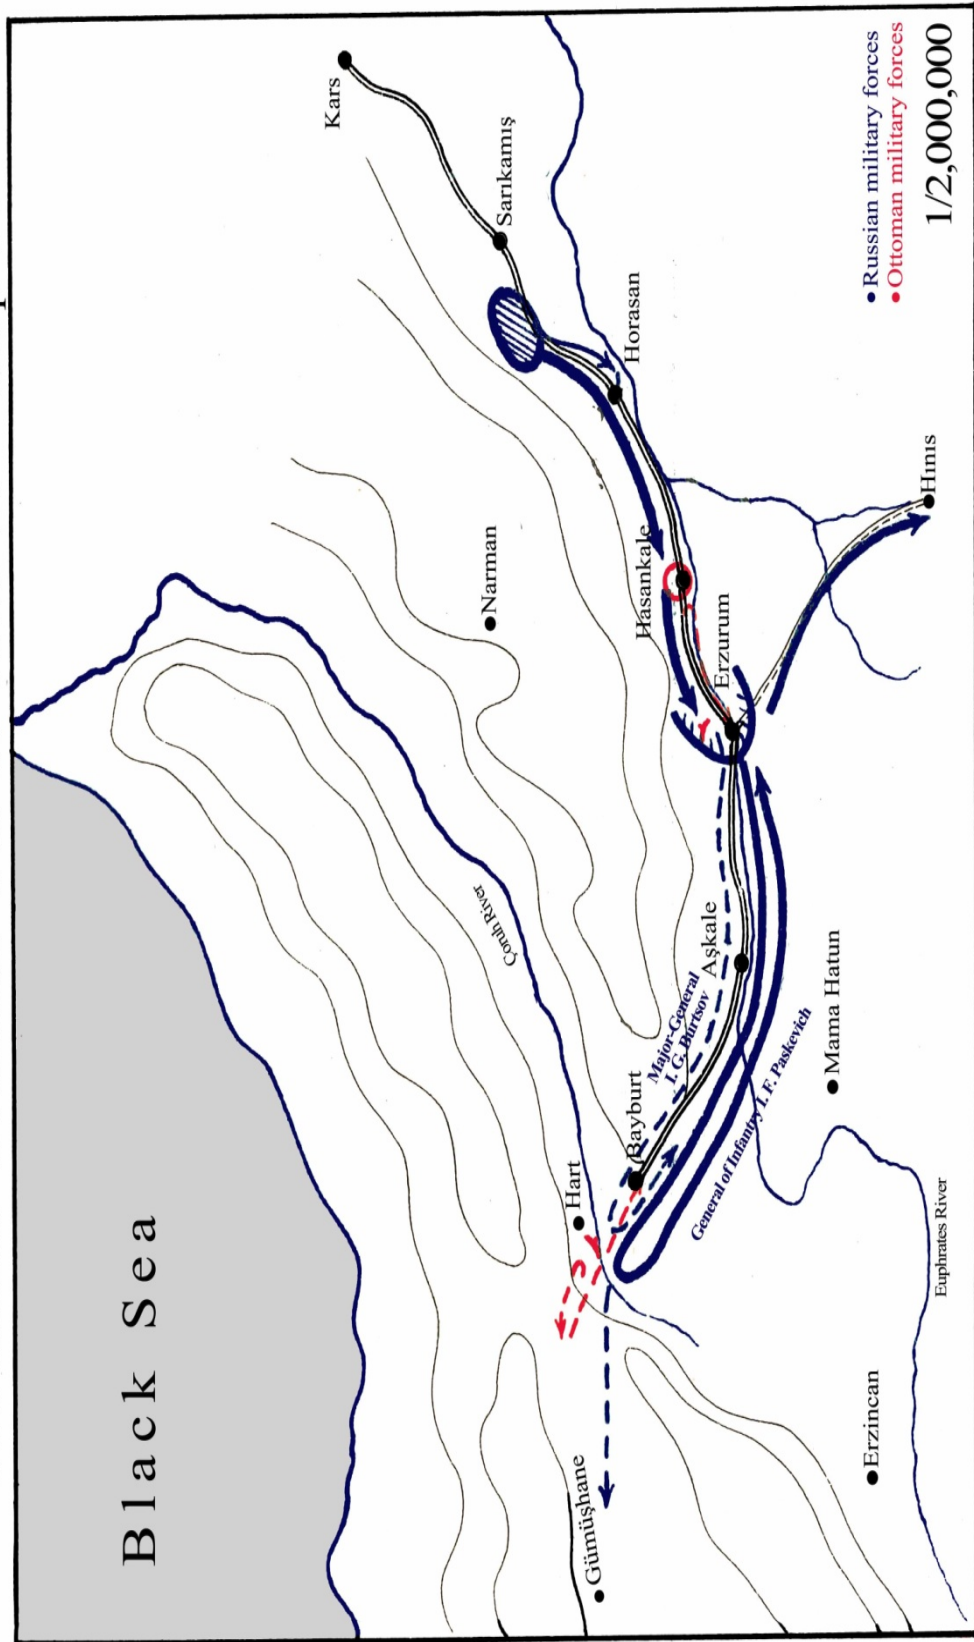 Black Sea
Kars
Sarıkamış
Horasan
Narman
Hasankale
Erzurum
Hınıs
Çoruh River
Aşkale
Major-General
I. G. Burtsov
Bayburt
Hart
General of Infantry I. F. Paskevich
Mama Hatun
Euphrates River
Gümüşhane
Erzincan
Russian military forces
Ottoman military forces
1/2,000,000